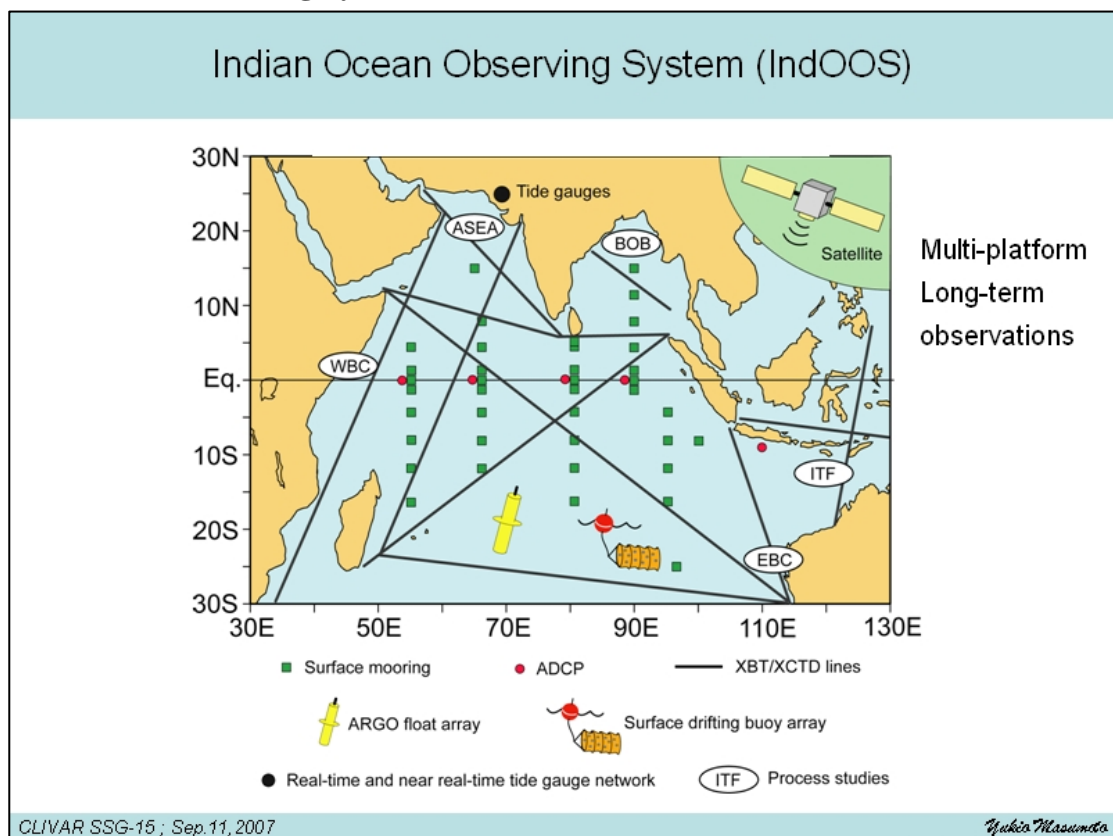 Indian Ocean Observing System (IndOOS)
30N
20N
10N
Eq.
10S
20S
30S
30E
50E
70E
90E
110E
130E
Tide gauges
ASEA
BOB
Satellite
WBC
ITF
EBC
Multi-platform
Long-term
observations
Surface mooring
ADCP
XBT/XCTD lines
ARGO float array
Surface drifting buoy array
Real-time and near real-time tide gauge network
ITF
Process studies
CLIVAR SSG-15 ; Sep.11,2007
Yukio Masumoto